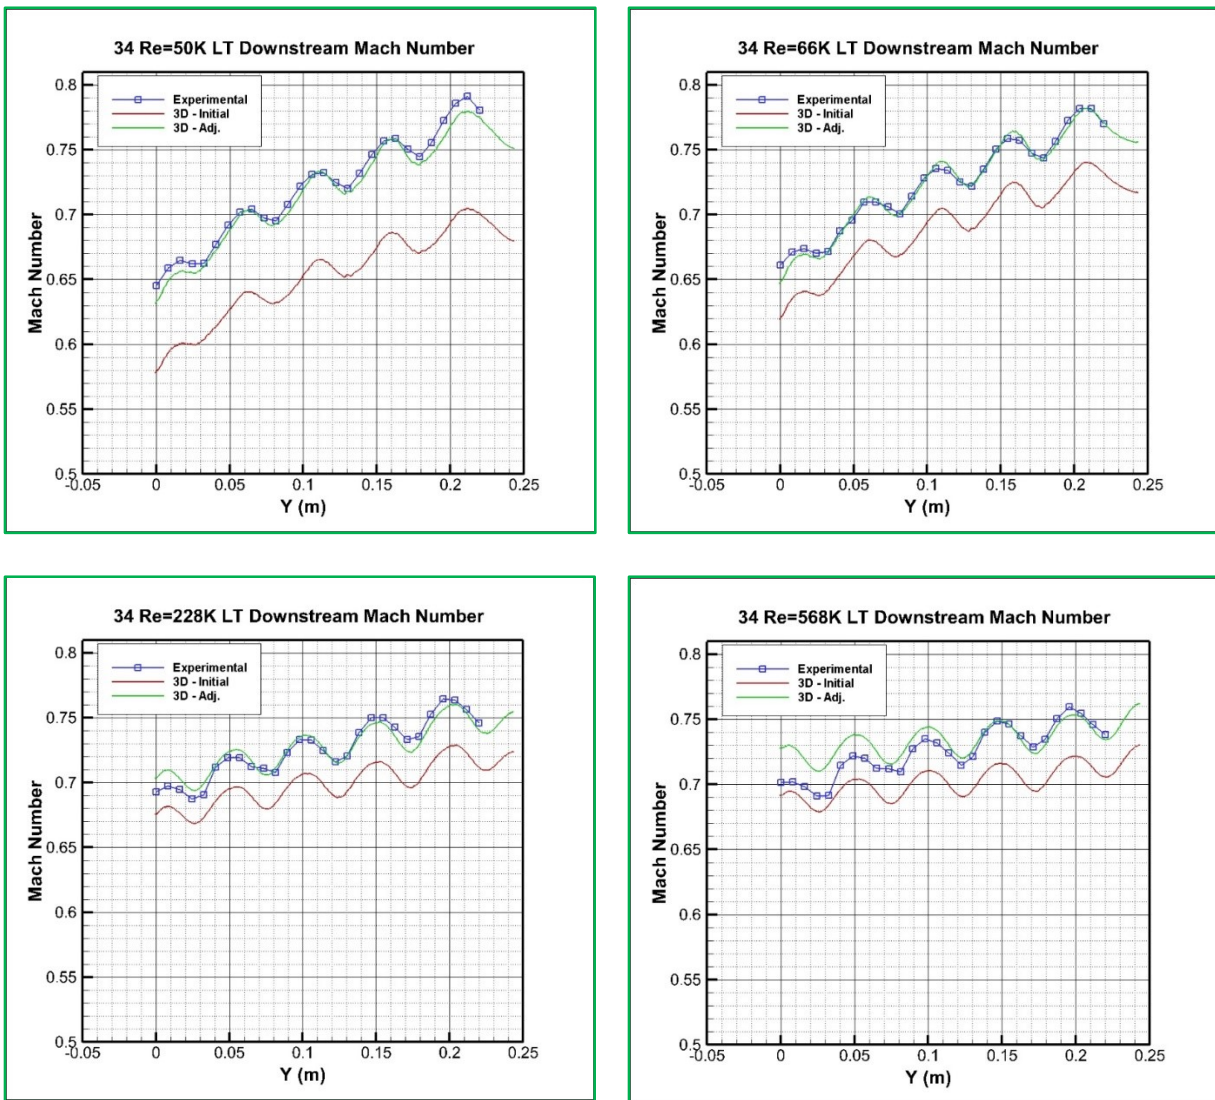 34 Re=50K LT Downstream Mach Number
0.8
Experimental
3D - Initial
3D - Adj.
0.75
0.7
0.65
0.6
0.55
0.5
Mach Number
-0.05 0 0.05 0.1 0.15 0.2 0.25
Y (m)
34 Re=66K LT Downstream Mach Number
0.8
Experimental
3D - Initial
3D - Adj.
0.75
0.7
0.65
0.6
0.55
0.5
Mach Number
-0.05 0 0.05 0.1 0.15 0.2 0.25
Y (m)
34 Re=228K LT Downstream Mach Number
0.8
Experimental
3D - Initial
3D - Adj.
0.75
0.7
0.65
0.6
0.55
0.5
Mach Number
-0.05 0 0.05 0.1 0.15 0.2 0.25
Y (m)
34 Re=568K LT Downstream Mach Number
0.8
Experimental
3D - Initial
3D - Adj.
0.75
0.7
0.65
0.6
0.55
0.5
Mach Number
-0.05 0 0.05 0.1 0.15 0.2 0.25
Y (m)